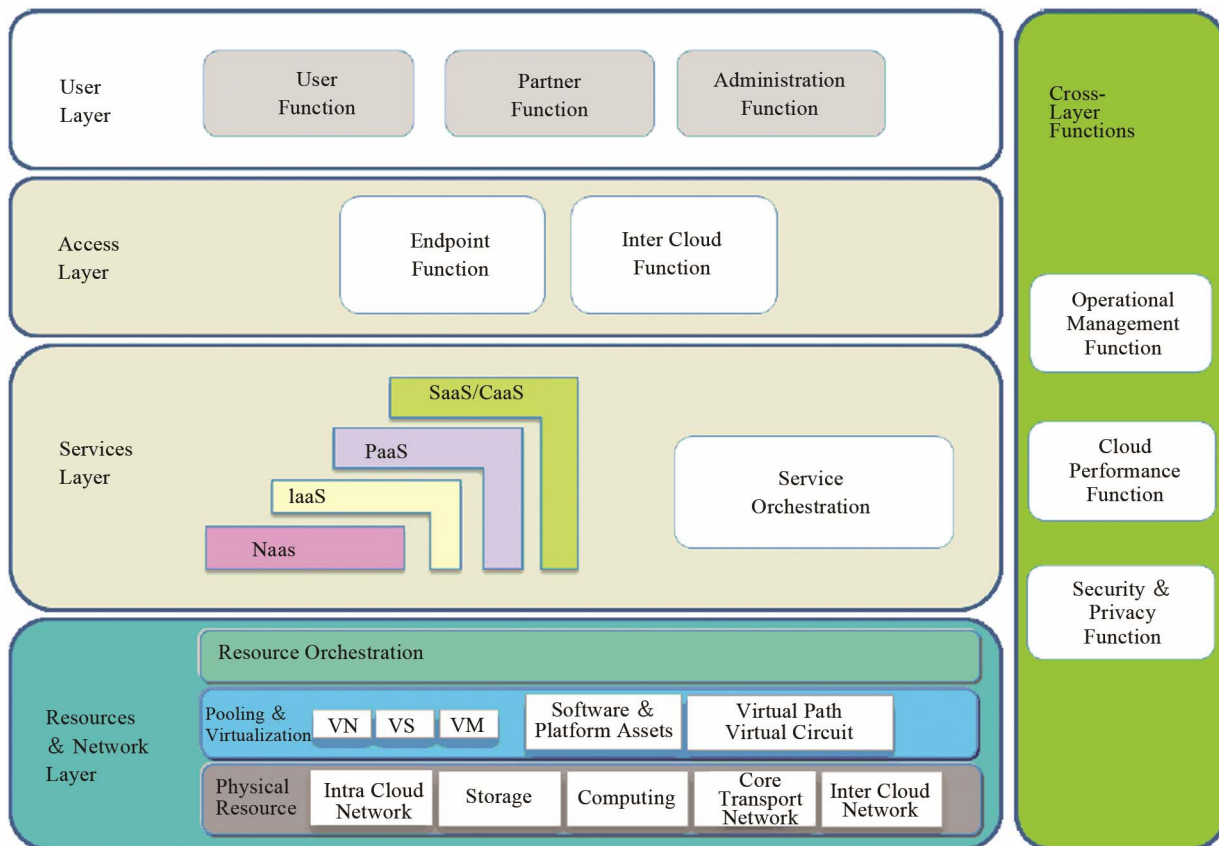 User
Layer
User
Function
Partner
Function
Administration
Function
Cross-
Layer
Functions
Access
Layer
Endpoint
Function
Inter Cloud
Function
Operational
Management
Function
Services
Layer
SaaS/CaaS
PaaS
IaaS
Naas
Service
Orchestration
Cloud
Performance
Function
Security &
Privacy
Function
Resources
& Network
Layer
Resource Orchestration
Pooling &
Virtualization
VN
VS
VM
Software &
Platform Assets
Virtual Path
Virtual Circuit
Physical
Resource
Intra Cloud
Network
Storage
Computing
Core
Transport
Network
Inter Cloud
Network